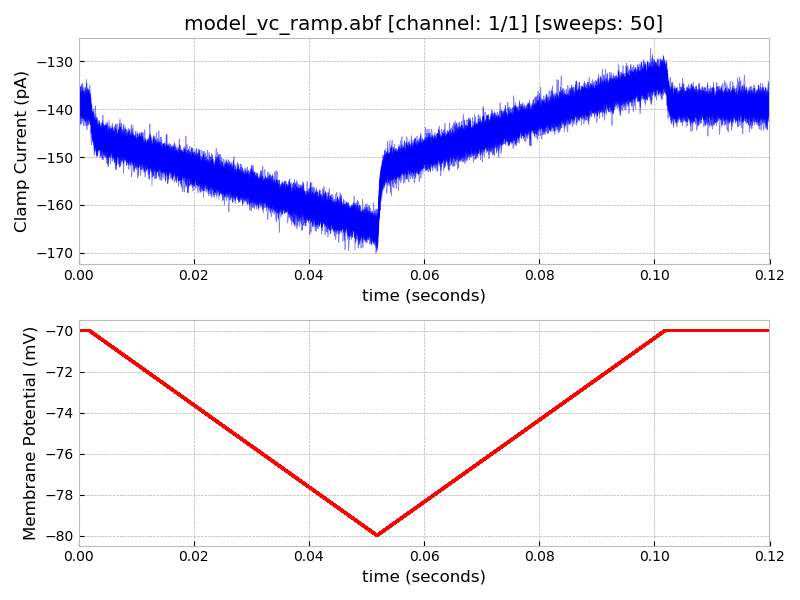 model_vc_ramp.abf [channel: 1/1] [sweeps: 50]
Clamp Current (pA)
−130
−140
−150
−160
−170
0.00 0.02 0.04 0.06 0.08 0.10 0.12
time (seconds)
Membrane Potential (mV)
−70
−72
−74
−76
−78
−80
0.00 0.02 0.04 0.06 0.08 0.10 0.12
time (seconds)